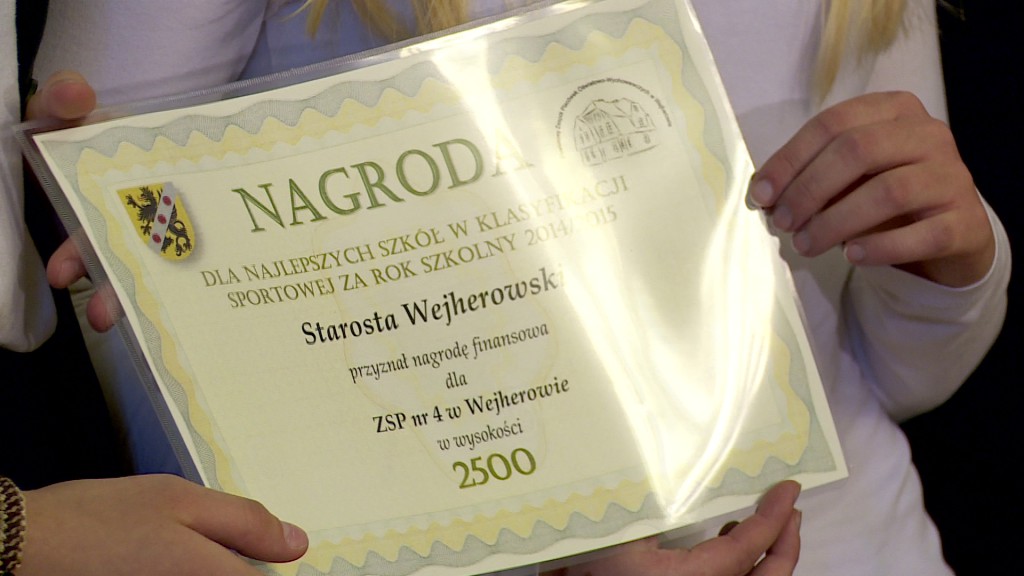 NAGRODA
DLA NAJLEPSZYCH SZKÓŁ W KLASYFIKACJI
SPORTOWEJ ZA ROK SZKOLNY 2014/2015
Starosta Wejherowski
przyznał nagrodę finansowa
dla
ZSP nr 4 w Wejherowie
w wysokości
2500